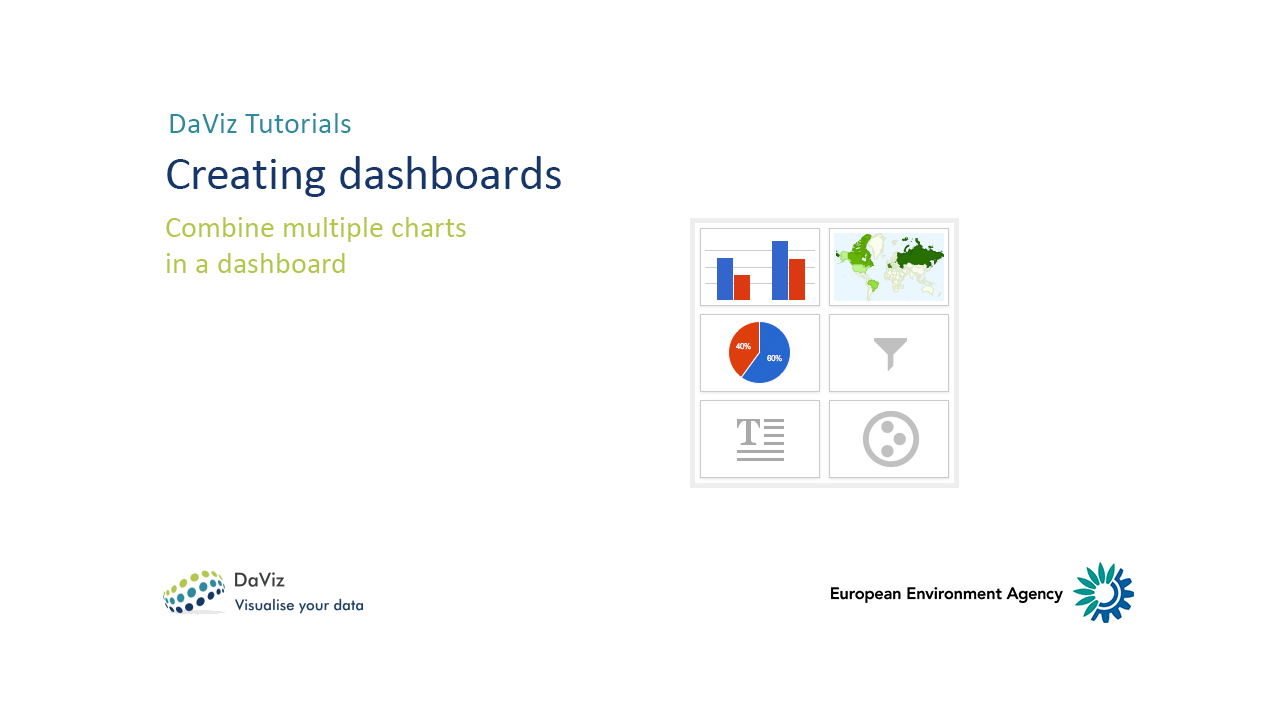 DaViz Tutorials
Creating dashboards
Combine multiple charts
in a dashboard
40%
60%
T
DaViz
Visualise your data
European Environment Agency